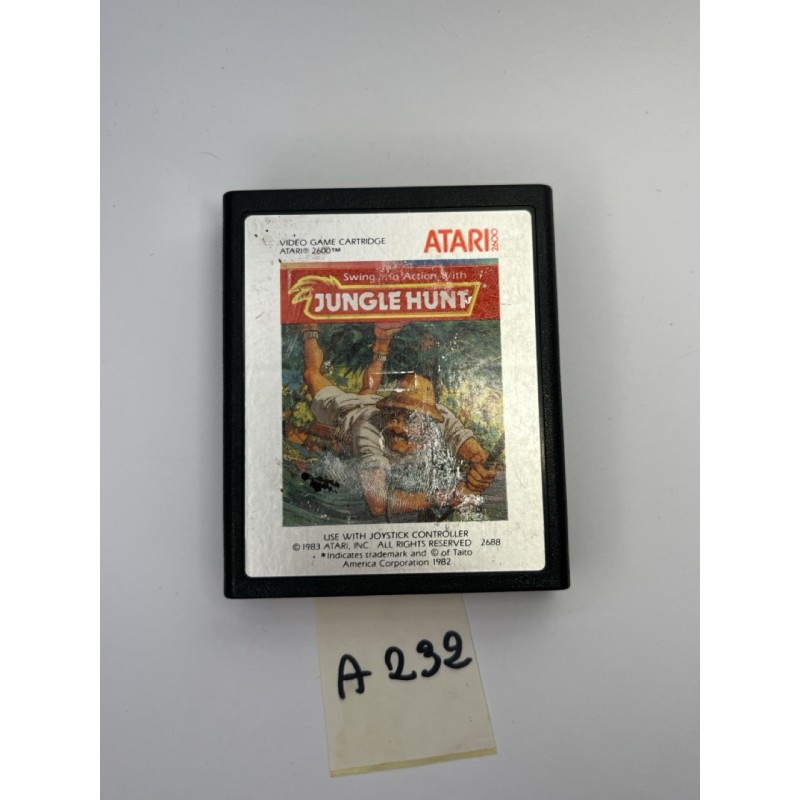 VIDEO GAME CARTRIDGE
ATARI® 2600™
ATARI 2600
Swing into Action With
JUNGLE HUNT
USE WITH JOYSTICK CONTROLLER
© 1983 ATARI, INC. ALL RIGHTS RESERVED 2688
*Indicates trademark and © of Taito
America Corporation 1982
A 232